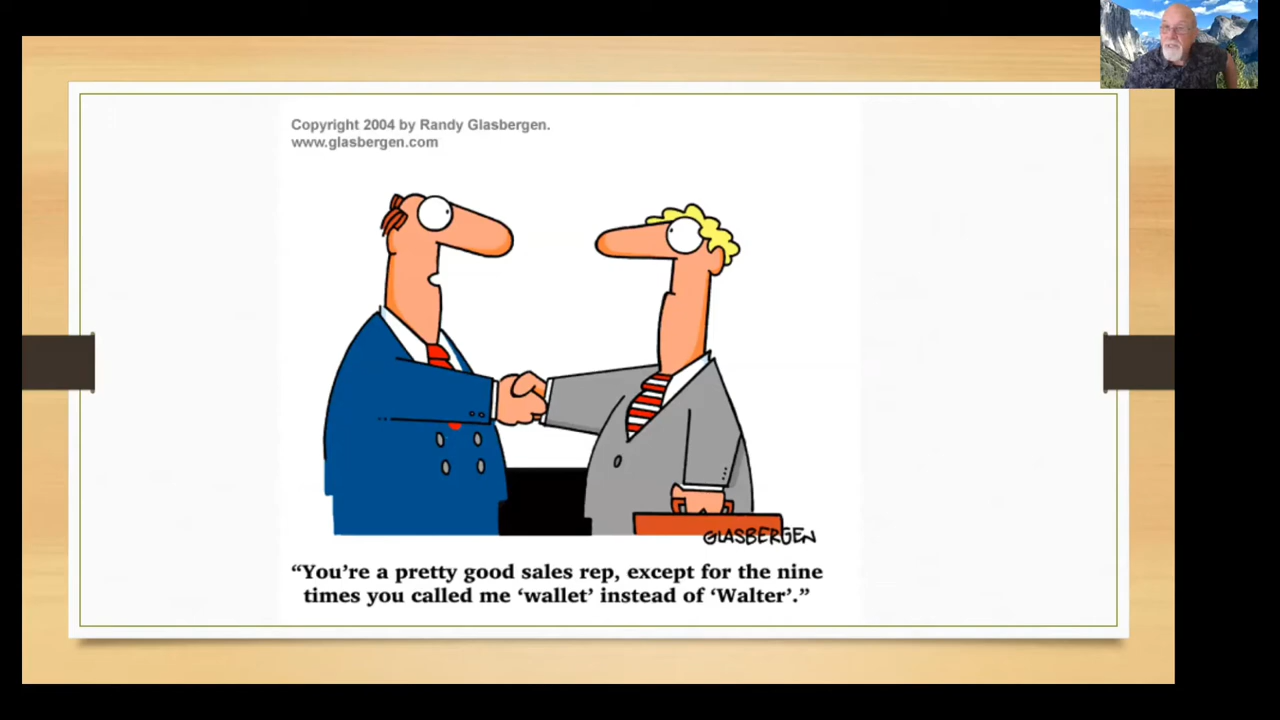 Copyright 2004 by Randy Glasbergen.
www.glasbergen.com
GLASBERGEN
“You’re a pretty good sales rep, except for the nine
times you called me ‘wallet’ instead of ‘Walter’.”